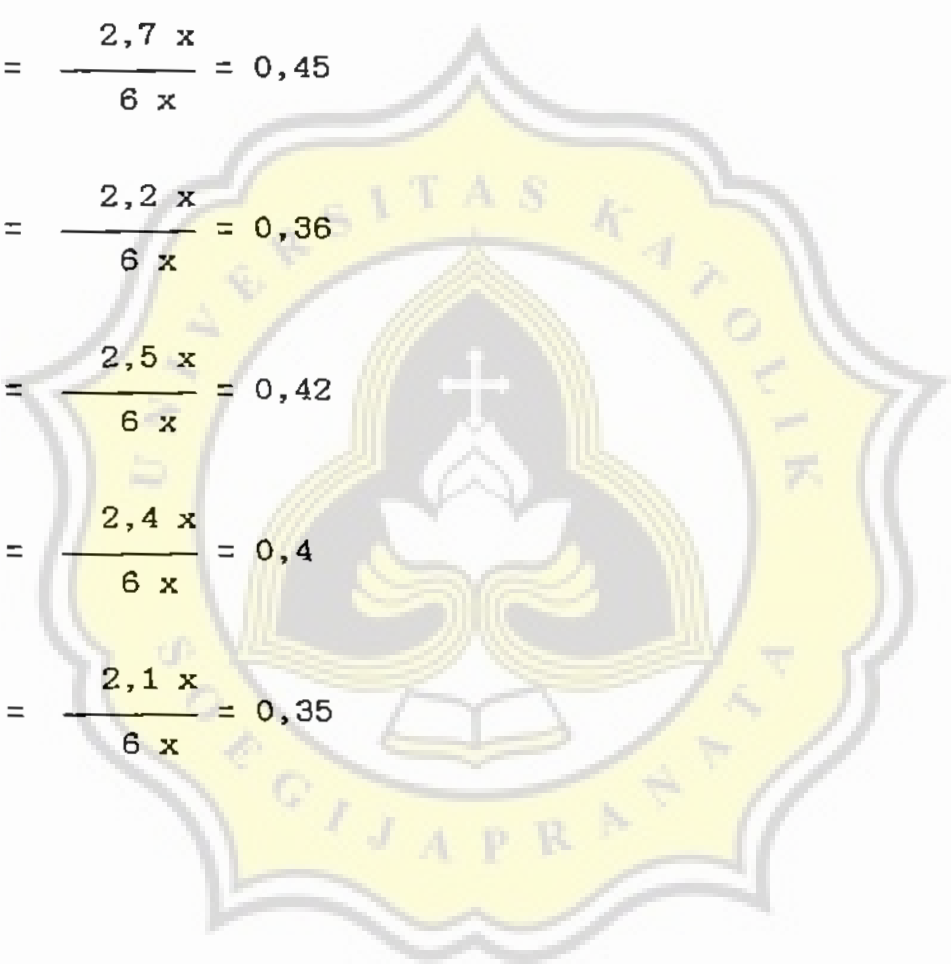 2,7 x
= ——— = 0,45
6 x
2,2 x
= ——— = 0,36
6 x
2,5 x
= ——— = 0,42
6 x
2,4 x
= ——— = 0,4
6 x
2,1 x
= ——— = 0,35
6 x
UNIVERSITAS KATOLIK
SOEGIJAPRANATA